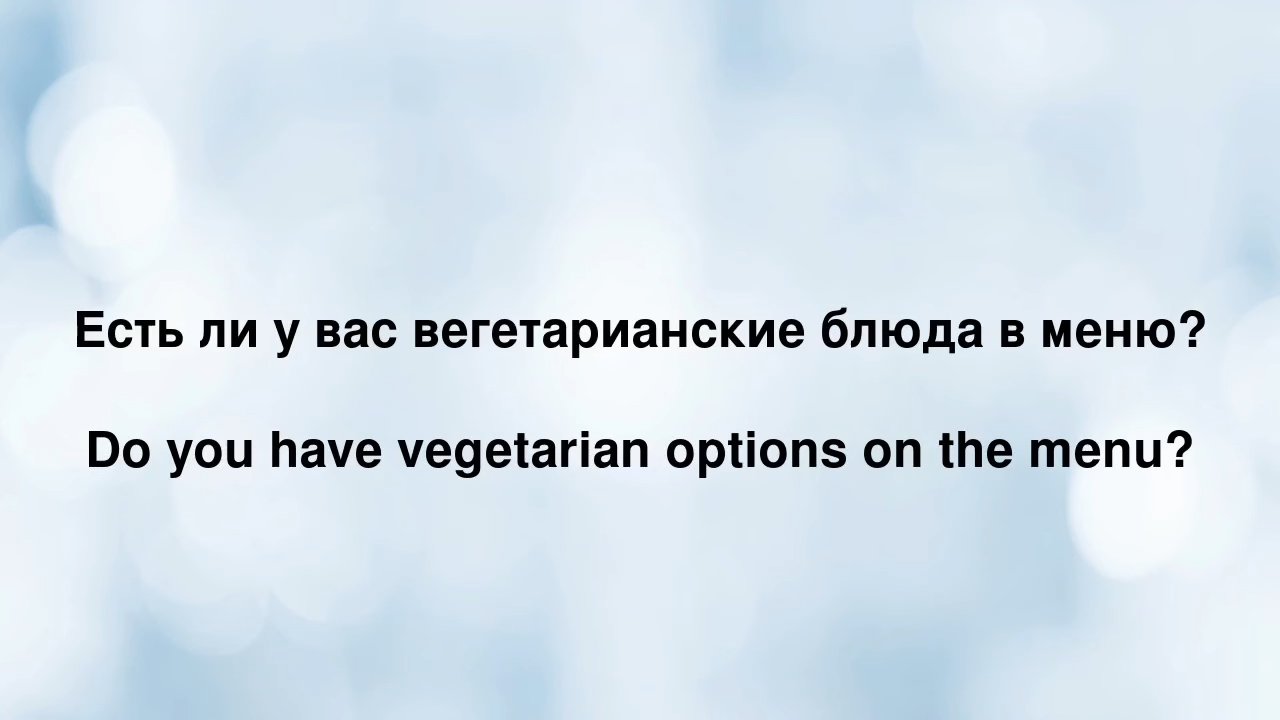 Есть ли у вас вегетарианские блюда в меню?
Do you have vegetarian options on the menu?